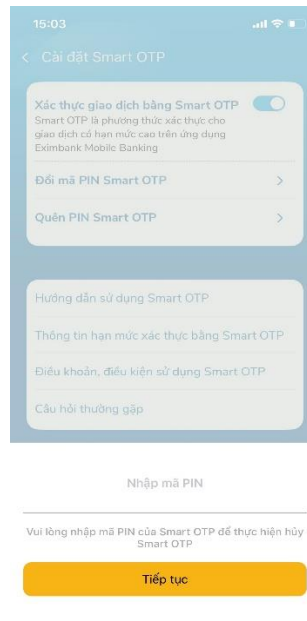 15:03
Cài đặt Smart OTP
Xác thực giao dịch bằng Smart OTP
Smart OTP là phương thức xác thực cho
giao dịch có hạn mức cao trên ứng dụng
Eximbank Mobile Banking
Đổi mã PIN Smart OTP
Quên PIN Smart OTP
Hướng dẫn sử dụng Smart OTP
Thông tin hạn mức xác thực bằng Smart OTP
Điều khoản, điều kiện sử dụng Smart OTP
Câu hỏi thường gặp
Nhập mã PIN
Vui lòng nhập mã PIN của Smart OTP để thực hiện hủy
Smart OTP
Tiếp tục